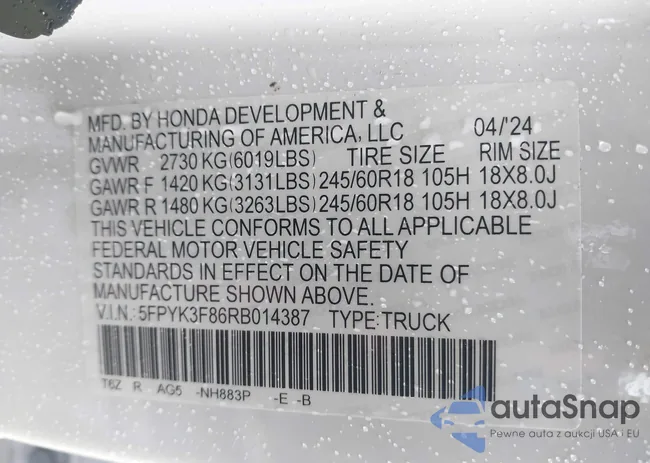 MFD. BY HONDA DEVELOPMENT &
MANUFACTURING OF AMERICA, LLC 04/'24
GVWR 2730 KG(6019LBS) TIRE SIZE RIM SIZE
GAWR F 1420 KG(3131LBS) 245/60R18 105H 18X8.0J
GAWR R 1480 KG(3263LBS) 245/60R18 105H 18X8.0J
THIS VEHICLE CONFORMS TO ALL APPLICABLE
FEDERAL MOTOR VEHICLE SAFETY
STANDARDS IN EFFECT ON THE DATE OF
MANUFACTURE SHOWN ABOVE.
V.I.N.: 5FPYK3F86RB014387 TYPE:TRUCK
T6Z R AG5 -NH883P -E -B
autaSnap
Pewne auta z aukcji USA i EU